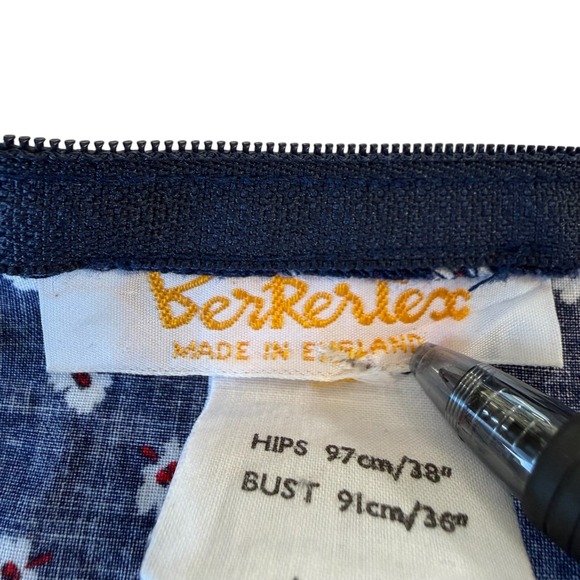 Berkertex
MADE IN ENGLAND
HIPS 97cm/38"
BUST 91cm/36"